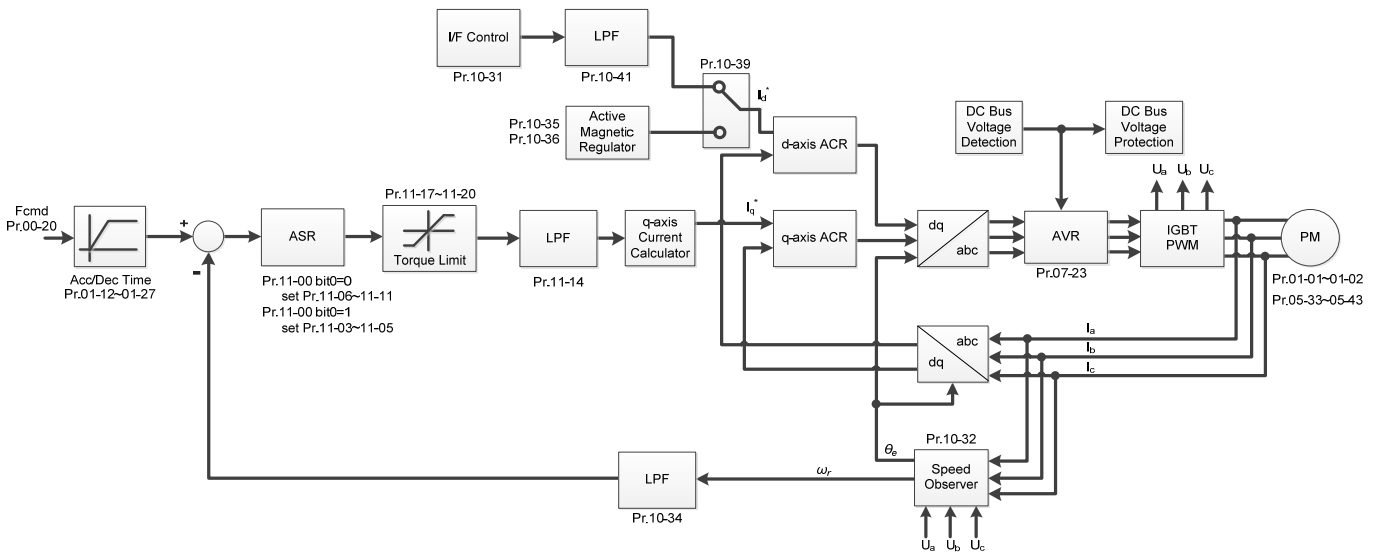 I/F Control
Pr.10-31
LPF
Pr.10-41
Pr.10-39
Id*
Pr.10-35
Pr.10-36
Active
Magnetic
Regulator
d-axis ACR
DC Bus
Voltage
Detection
DC Bus
Voltage
Protection
Ua Ub Uc
Fcmd
Pr.00-20
Acc/Dec Time
Pr.01-12~01-27
+
-
ASR
Pr.11-00 bit0=0
set Pr.11-06~11-11
Pr.11-00 bit0=1
set Pr.11-03~11-05
Pr.11-17~11-20
Torque Limit
LPF
Pr.11-14
q-axis
Current
Calculator
Iq*
q-axis ACR
dq
abc
AVR
Pr.07-23
IGBT
PWM
PM
Pr.01-01~01-02
Pr.05-33~05-43
abc
dq
Ia
Ib
Ic
Pr.10-32
Speed
Observer
θe
ωr
LPF
Pr.10-34
Ua Ub Uc